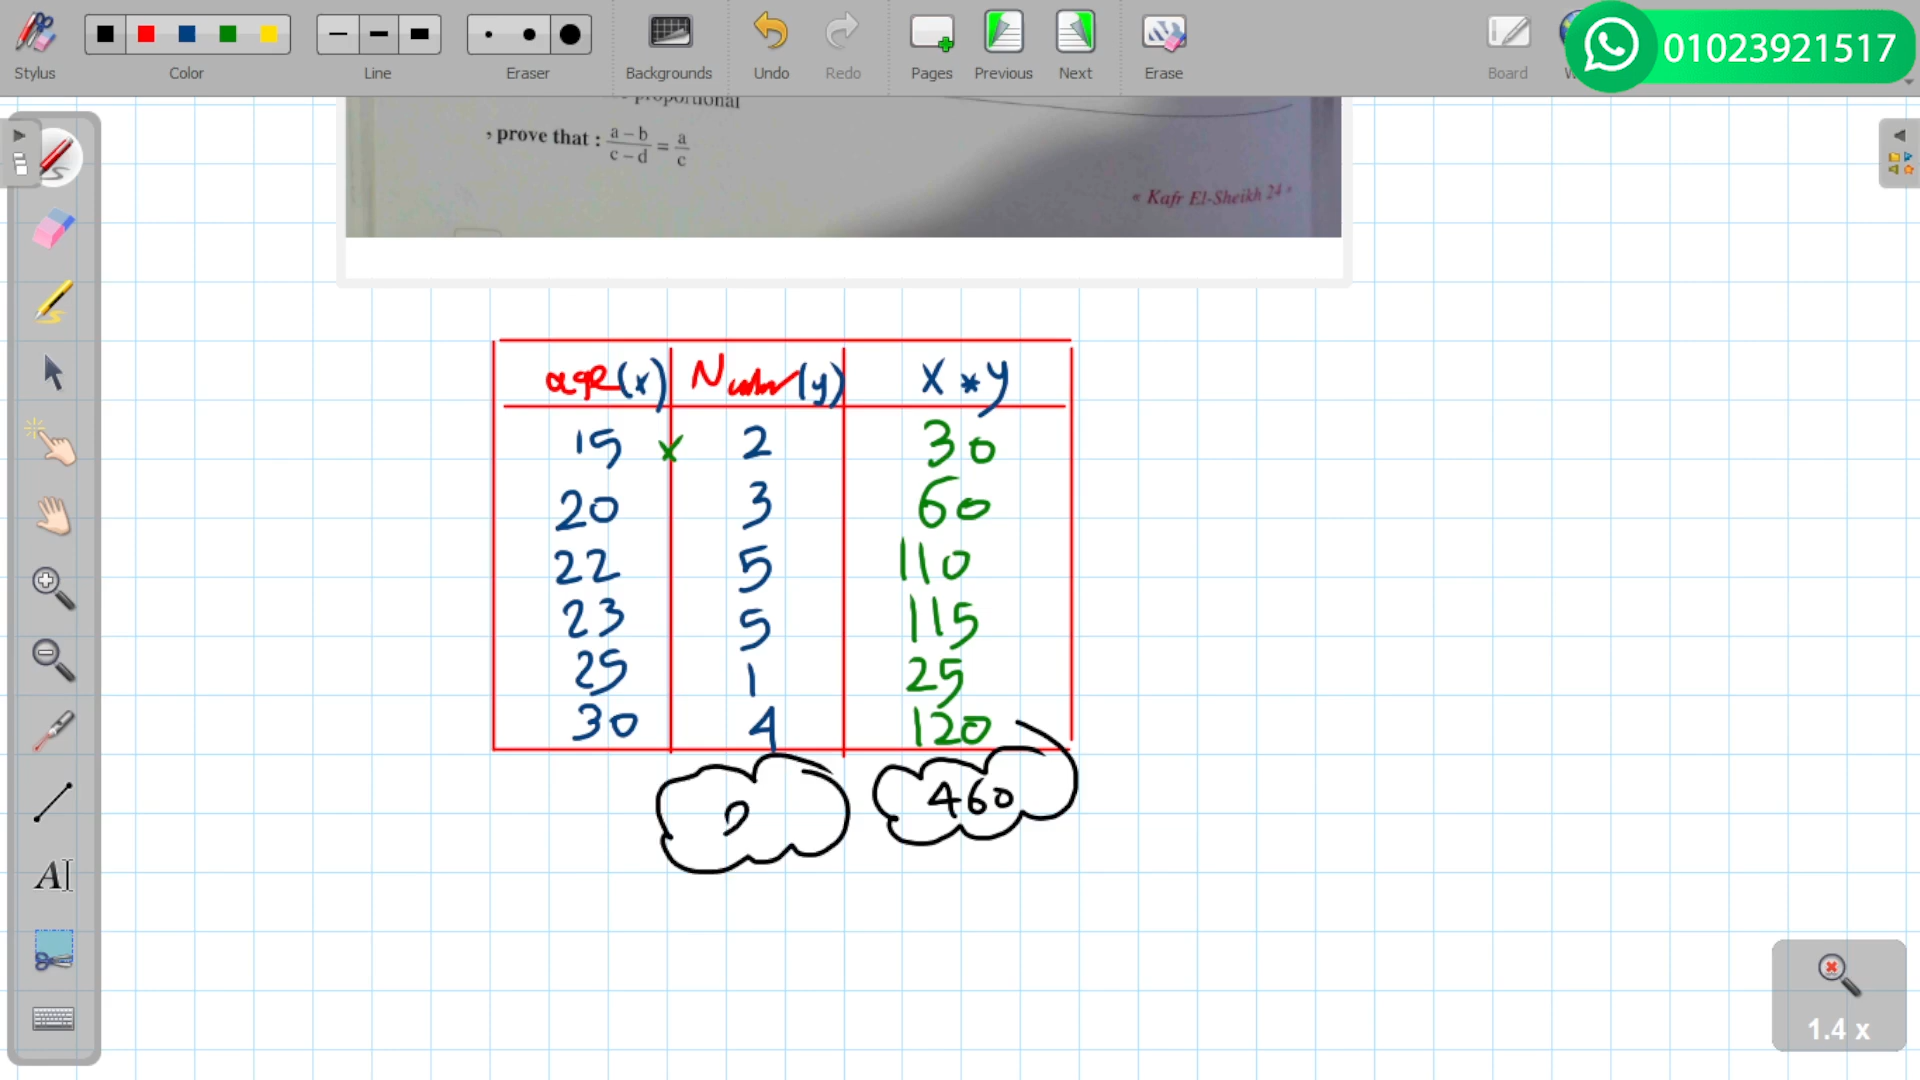 Stylus
Color
Line
Eraser
Backgrounds
Undo
Redo
Pages
Previous
Next
Erase
Board
01023921517
proportional
, prove that : a – b / c – d = a / c
« Kafr El-Sheikh 24 »
age (x) Number (y) X * y
15 x 2 30
20 3 60
22 5 110
23 5 115
25 1 25
30 4 120
460
A
1.4 x